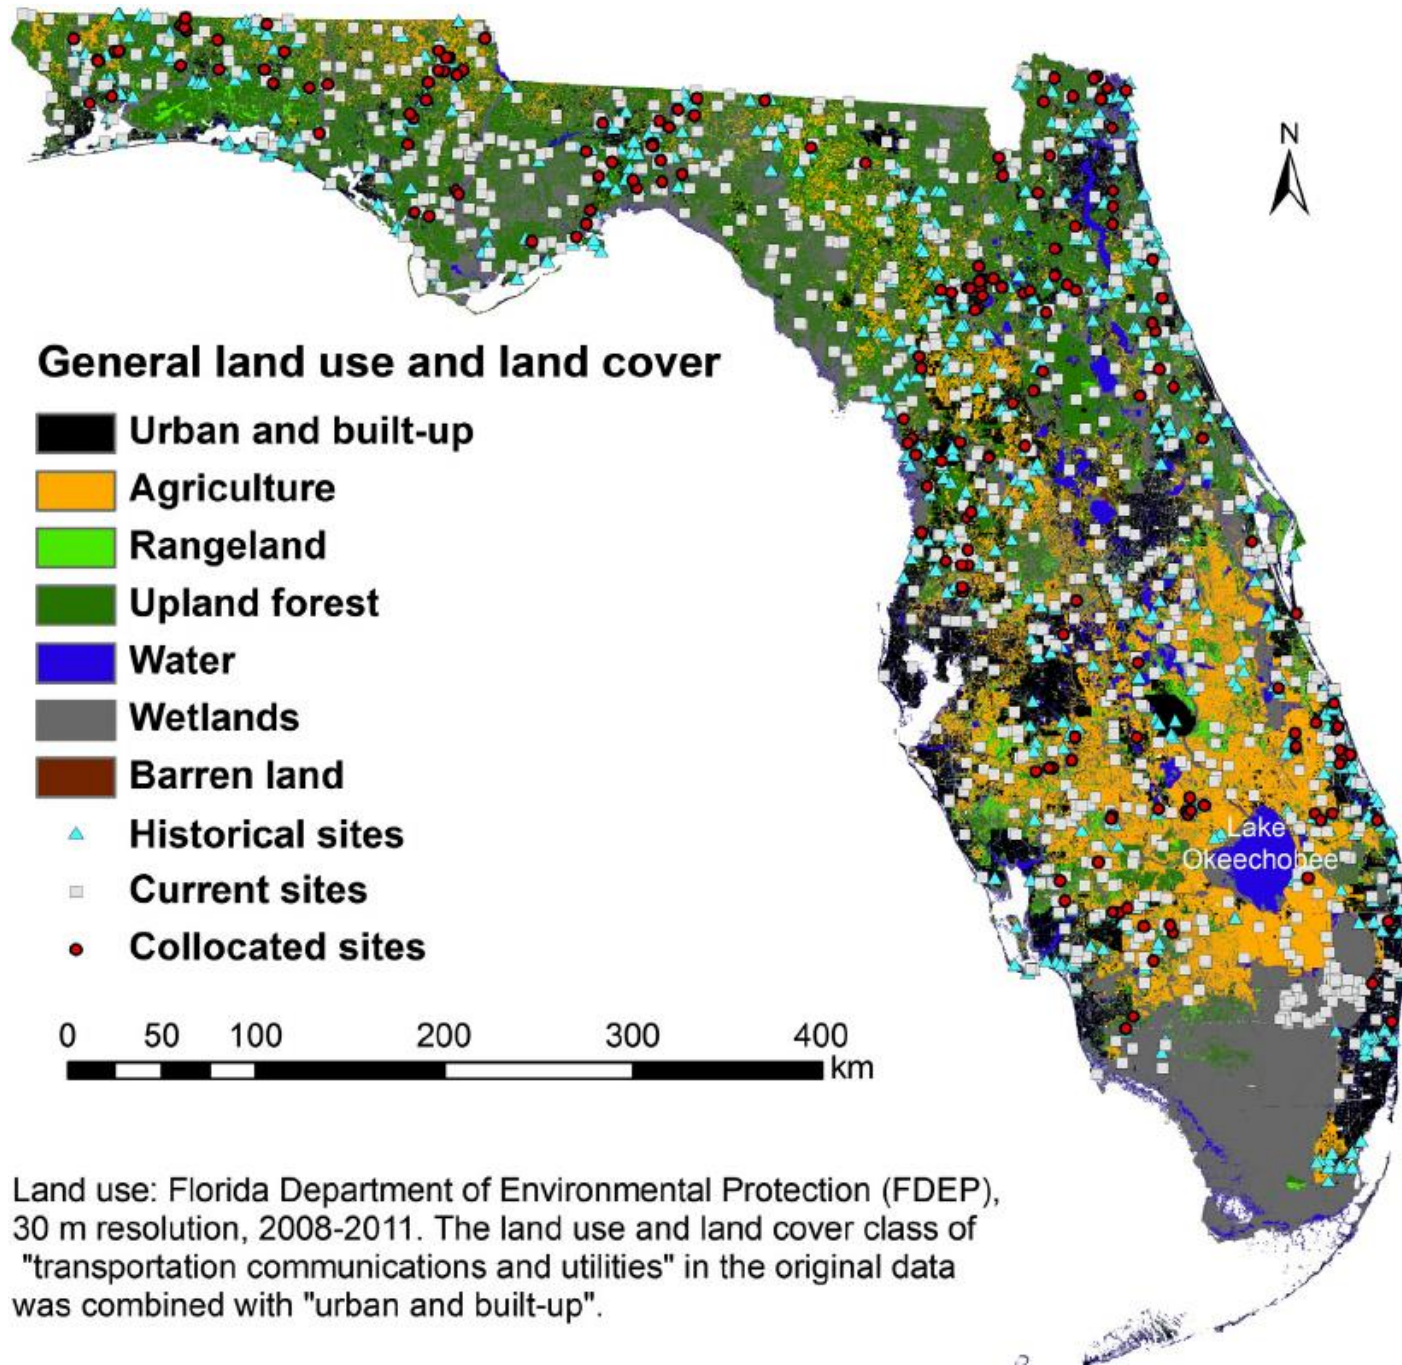 N
General land use and land cover
Urban and built-up
Agriculture
Rangeland
Upland forest
Water
Wetlands
Barren land
Historical sites
Current sites
Collocated sites
Lake
Okeechobee
0 50 100 200 300 400
km
Land use: Florida Department of Environmental Protection (FDEP),
30 m resolution, 2008-2011. The land use and land cover class of
"transportation communications and utilities" in the original data
was combined with "urban and built-up".